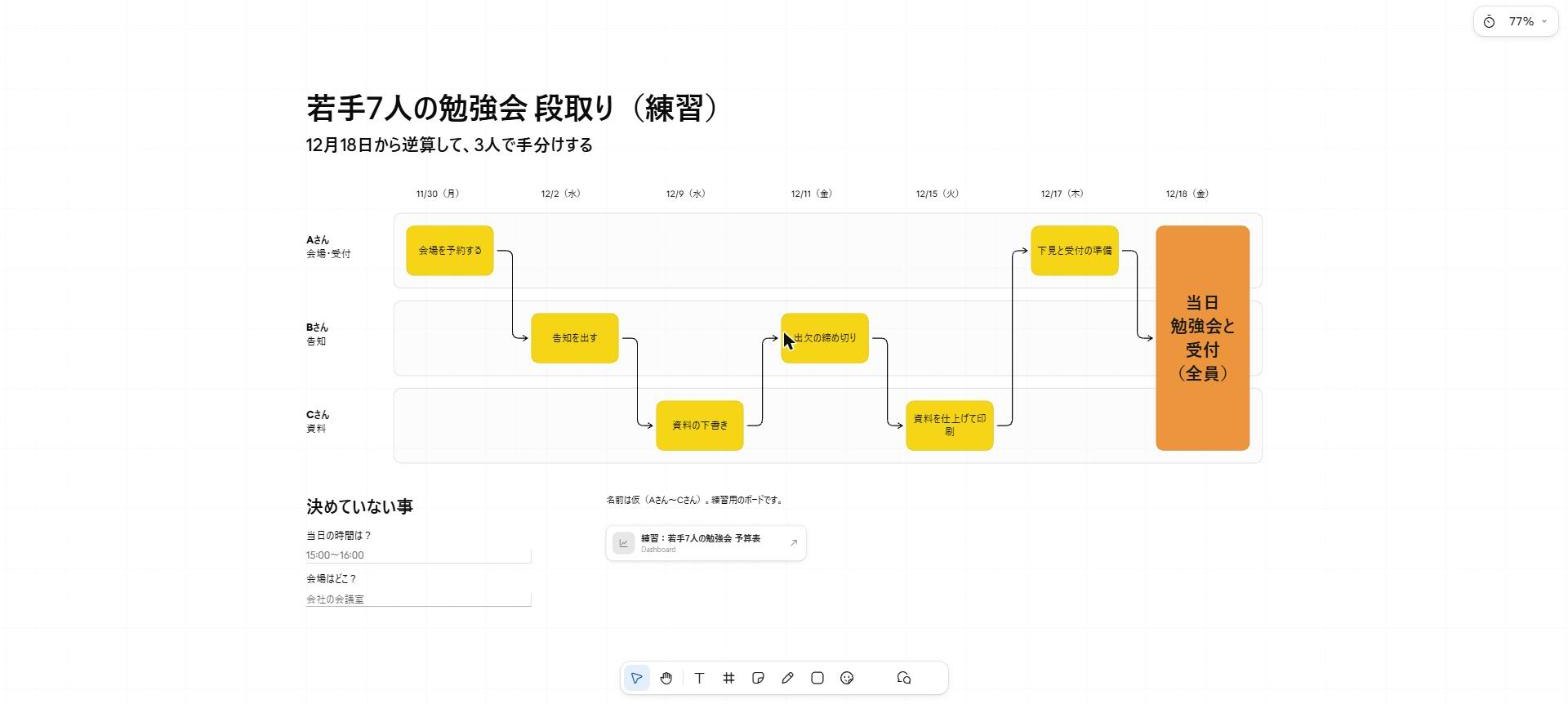 77%
若手7人の勉強会 段取り（練習）
12月18日から逆算して、3人で手分けする
11/30（月）
12/2（水）
12/9（水）
12/11（金）
12/15（火）
12/17（木）
12/18（金）
Aさん
会場・受付
会場を予約する
下見と受付の準備
Bさん
告知
告知を出す
出欠の締め切り
当日
勉強会と
受付
（全員）
Cさん
資料
資料の下書き
資料を仕上げて印
刷
決めていない事
当日の時間は？
15:00〜16:00
会場はどこ？
会社の会議室
名前は仮（Aさん〜Cさん）。練習用のボードです。
練習：若手7人の勉強会 予算表
Dashboard